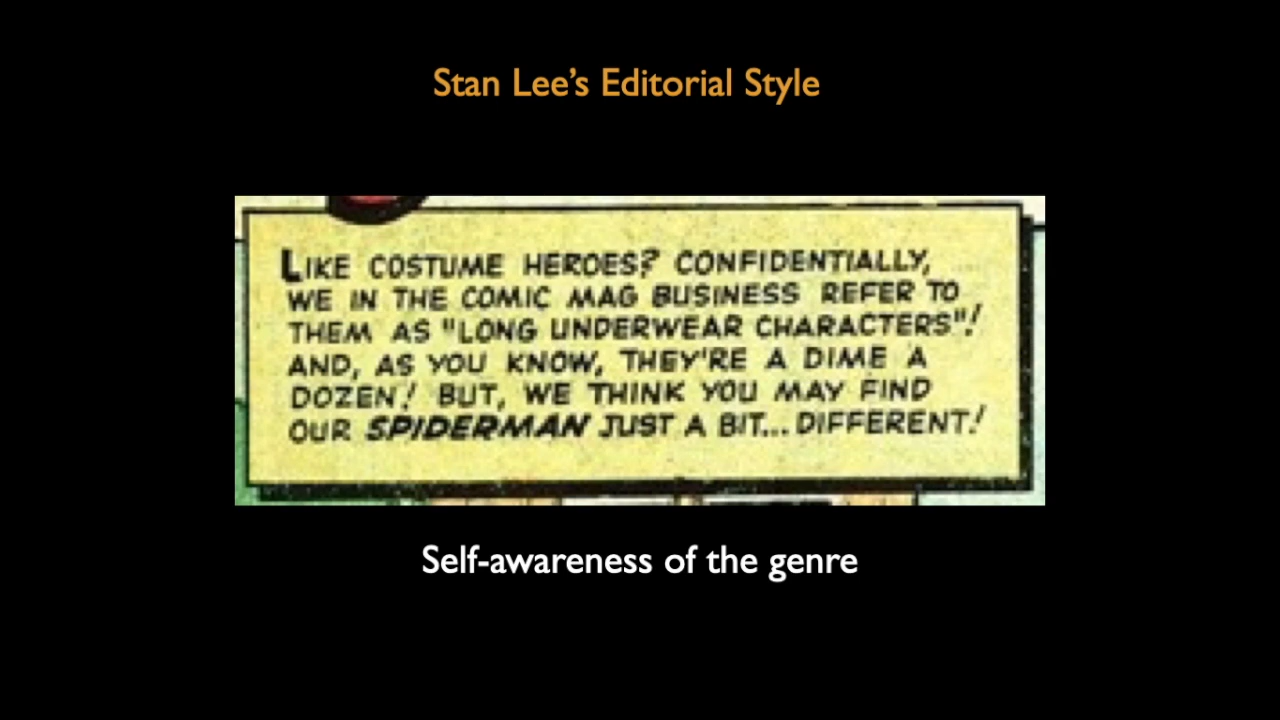 Stan Lee’s Editorial Style
LIKE COSTUME HEROES? CONFIDENTIALLY,
WE IN THE COMIC MAG BUSINESS REFER TO
THEM AS "LONG UNDERWEAR CHARACTERS"!
AND, AS YOU KNOW, THEY'RE A DIME A
DOZEN! BUT, WE THINK YOU MAY FIND
OUR SPIDERMAN JUST A BIT... DIFFERENT!
Self-awareness of the genre